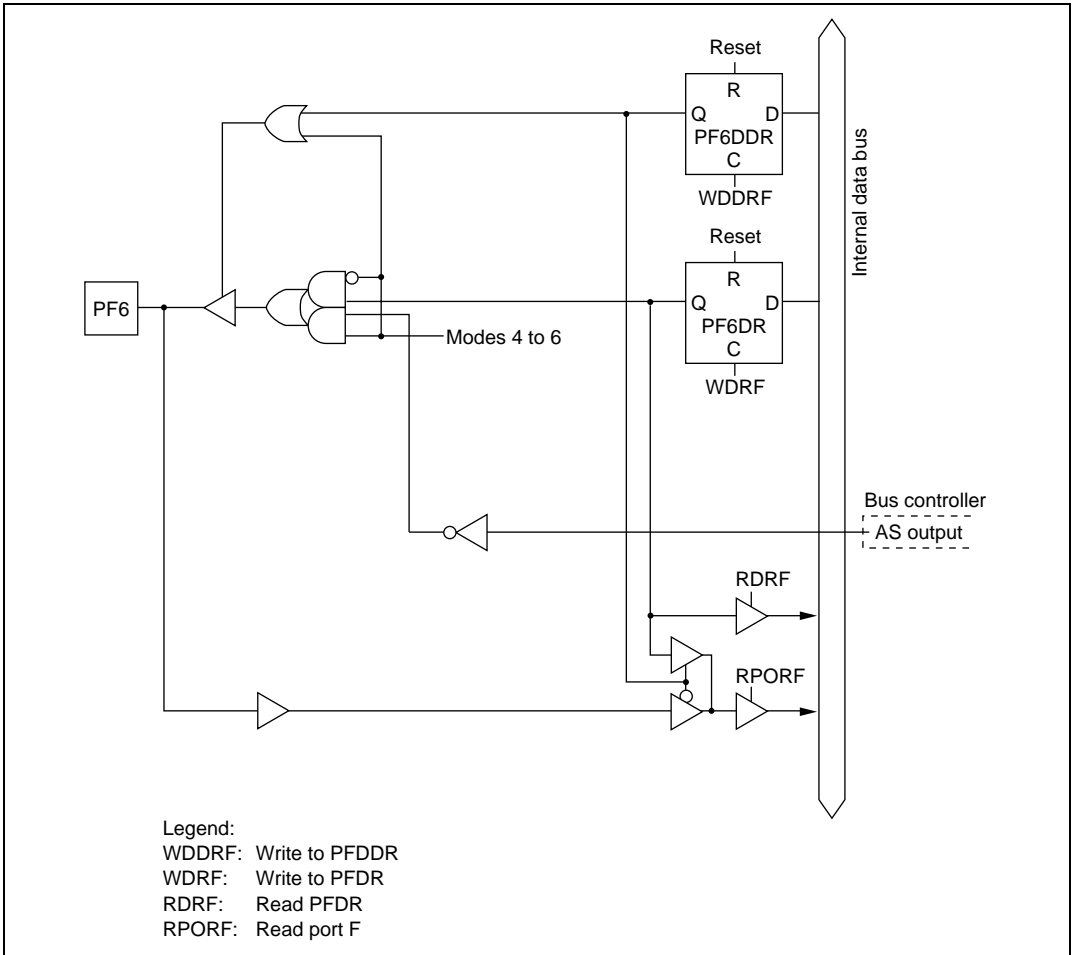 Reset
R
Q D
PF6DDR
C
WDDRF
Internal data bus
Reset
R
Q D
PF6DR
C
WDRF
PF6
Modes 4 to 6
Bus controller
AS output
RDRF
RPORF
Legend:
WDDRF: Write to PFDDR
WDRF: Write to PFDR
RDRF: Read PFDR
RPORF: Read port F